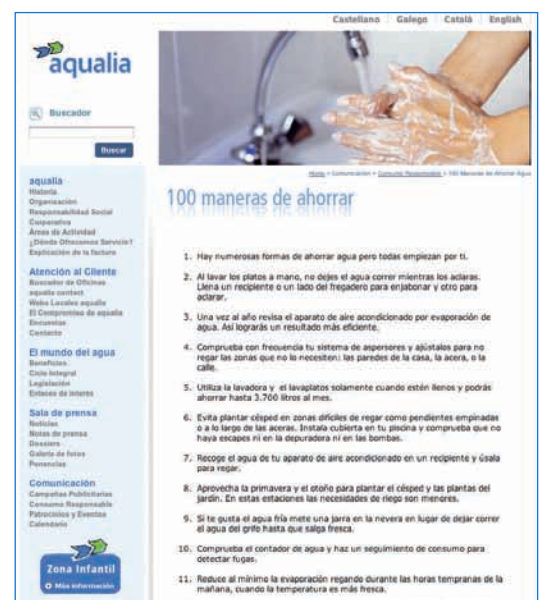 Castellano Galego Català English
aqualia
Buscador
Buscar
Home > Comunicación > Consumo Responsable > 100 Maneras de Ahorrar Agua
100 maneras de ahorrar
aqualia
Historia
Organización
Responsabilidad Social
Corporativa
Áreas de Actividad
¿Dónde Ofrecemos Servicio?
Explicación de la factura
Atención al Cliente
Buscador de Oficinas
aqualia contact
Webs Locales aqualia
El Compromiso de aqualia
Encuestas
Contacto
El mundo del agua
Beneficios
Ciclo Integral
Legislación
Enlaces de interés
Sala de prensa
Noticias
Notas de prensa
Dossiers
Galería de fotos
Ponencias
Comunicación
Campañas Publicitarias
Consumo Responsable
Patrocinios y Eventos
Calendario
Zona Infantil
Más información
1. Hay numerosas formas de ahorrar agua pero todas empiezan por ti.
2. Al lavar los platos a mano, no dejes el agua correr mientras los aclaras.
Llena un recipiente o un lado del fregadero para enjabonar y otro para
aclarar.
3. Una vez al año revisa el aparato de aire acondicionado por evaporación de
agua. Así lograrás un resultado más eficiente.
4. Comprueba con frecuencia tu sistema de aspersores y ajústalos para no
regar las zonas que no lo necesiten: las paredes de la casa, la acera, o la
calle.
5. Utiliza la lavadora y el lavaplatos solamente cuando estén llenos y podrás
ahorrar hasta 3.700 litros al mes.
6. Evita plantar césped en zonas difíciles de regar como pendientes empinadas
o a lo largo de las aceras. Instala cubierta en tu piscina y comprueba que no
haya escapes ni en la depuradora ni en las bombas.
7. Recoge el agua de tu aparato de aire acondicionado en un recipiente y úsala
para regar.
8. Aprovecha la primavera y el otoño para plantar el césped y las plantas del
jardín. En estas estaciones las necesidades de riego son menores.
9. Si te gusta el agua fría mete una jarra en la nevera en lugar de dejar correr
el agua del grifo hasta que salga fresca.
10. Comprueba el contador de agua y haz un seguimiento de consumo para
detectar fugas.
11. Reduce al mínimo la evaporación regando durante las horas tempranas de la
mañana, cuando la temperatura es más fresca.